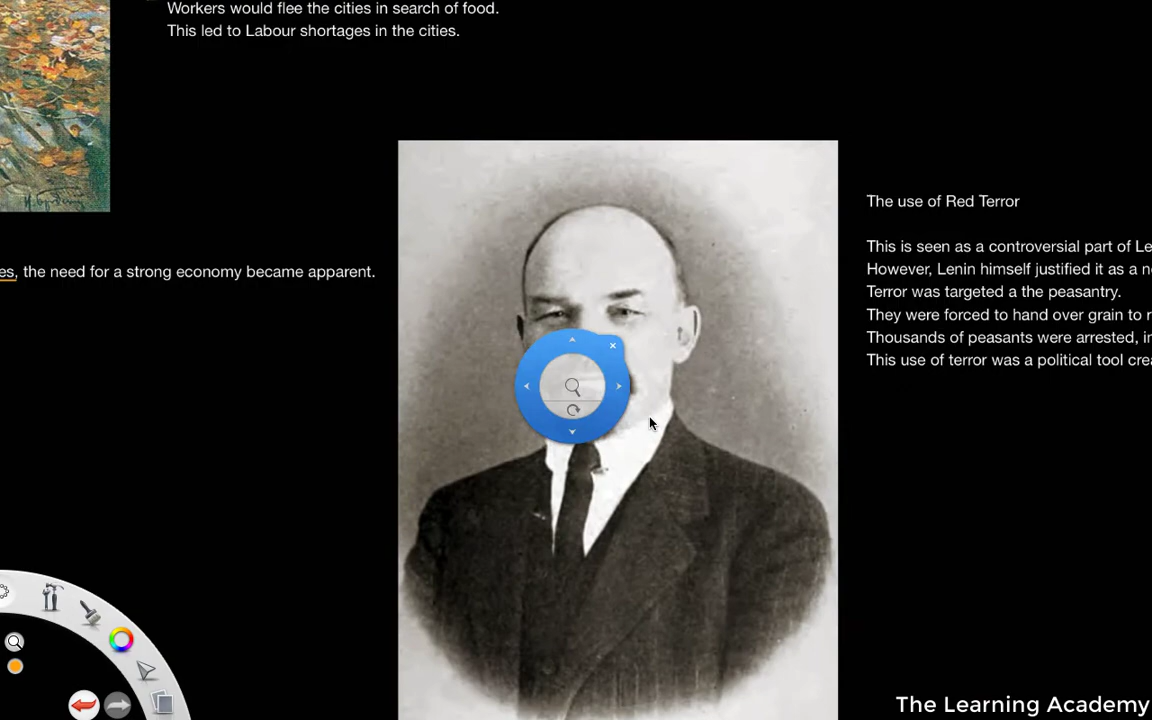 Workers would flee the cities in search of food.
This led to Labour shortages in the cities.
es, the need for a strong economy became apparent.
The use of Red Terror
This is seen as a controversial part of Le
However, Lenin himself justified it as a n
Terror was targeted a the peasantry.
They were forced to hand over grain to r
Thousands of peasants were arrested, i
This use of terror was a political tool cre
The Learning Academy